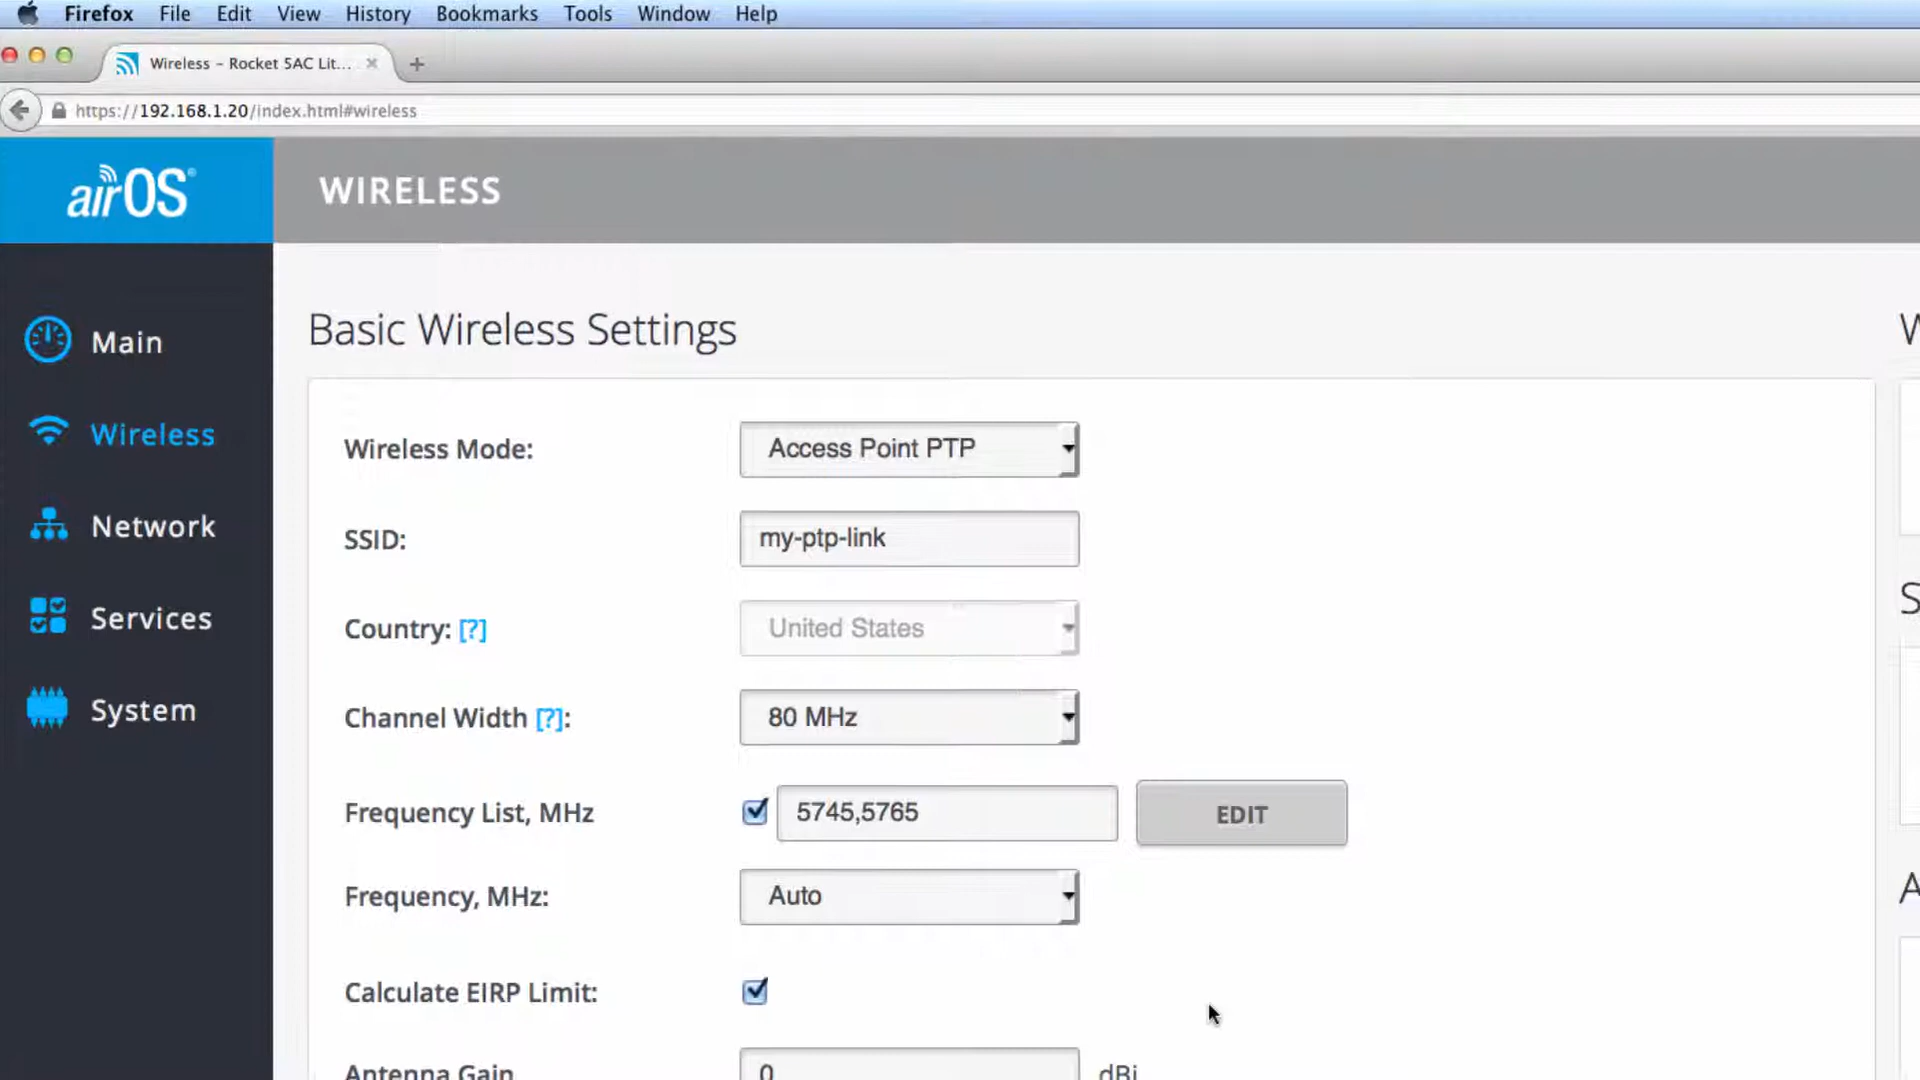 Firefox File Edit View History Bookmarks Tools Window Help
Wireless - Rocket 5AC Lit...
https://192.168.1.20/index.html#wireless
airOS
WIRELESS
Main
Wireless
Network
Services
System
Basic Wireless Settings
Wireless Mode: Access Point PTP
SSID: my-ptp-link
Country: [?] United States
Channel Width [?]: 80 MHz
Frequency List, MHz 5745,5765 EDIT
Frequency, MHz: Auto
Calculate EIRP Limit:
Antenna Gain 0 dBi